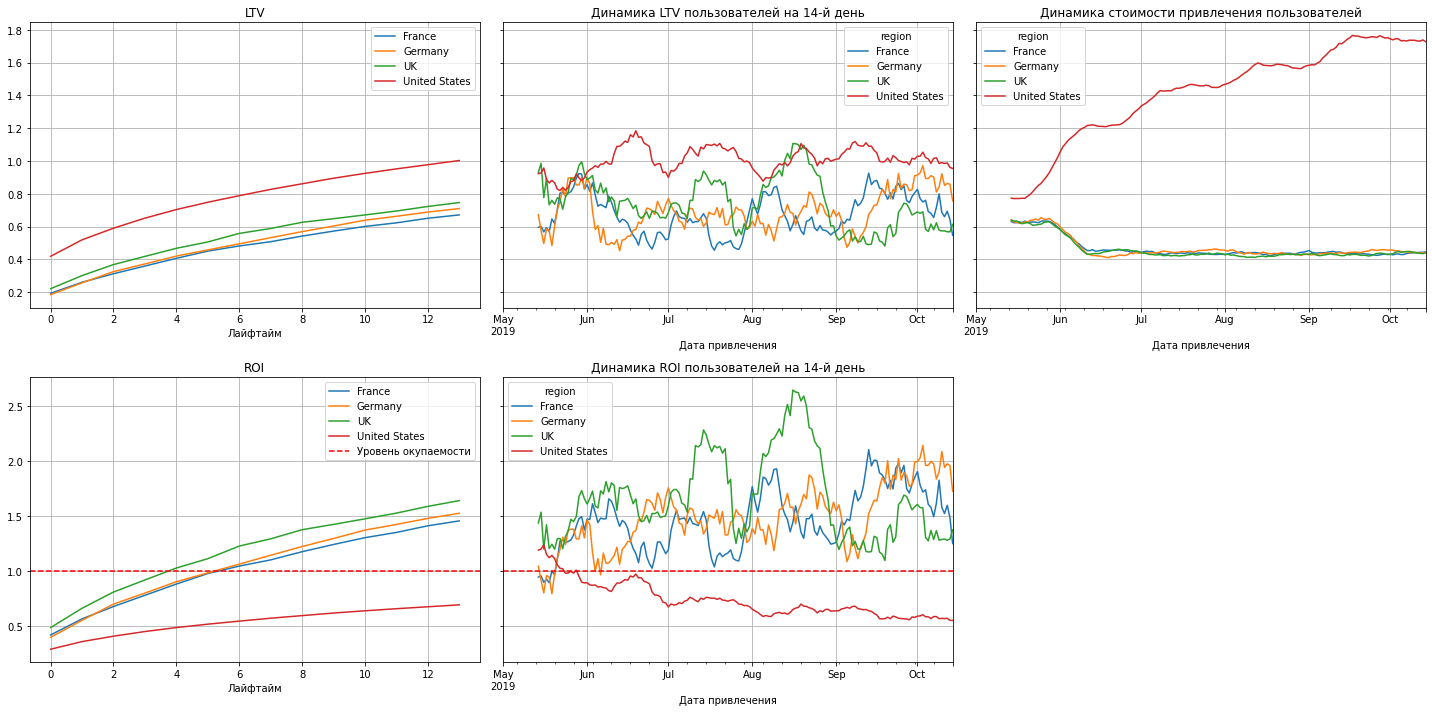 LTV
1.8
1.6
1.4
1.2
1.0
0.8
0.6
0.4
0.2
France
Germany
UK
United States
0 2 4 6 8 10 12
Лайфтайм
Динамика LTV пользователей на 14-й день
region
France
Germany
UK
United States
May Jun Jul Aug Sep Oct
2019
Дата привлечения
Динамика стоимости привлечения пользователей
region
France
Germany
UK
United States
May Jun Jul Aug Sep Oct
2019
Дата привлечения
ROI
2.5
2.0
1.5
1.0
0.5
France
Germany
UK
United States
Уровень окупаемости
0 2 4 6 8 10 12
Лайфтайм
Динамика ROI пользователей на 14-й день
region
France
Germany
UK
United States
May Jun Jul Aug Sep Oct
2019
Дата привлечения